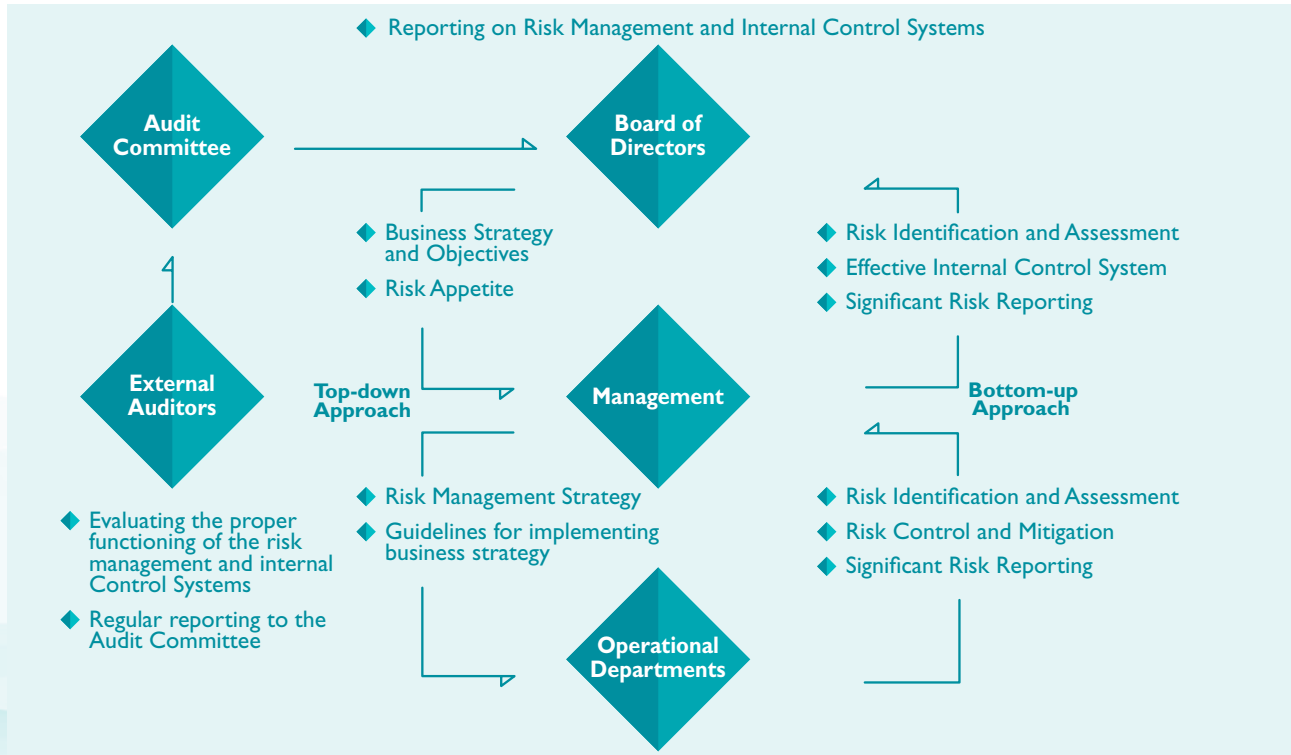 Reporting on Risk Management and Internal Control Systems
Audit
Committee
Board of
Directors
Business Strategy
and Objectives
Risk Appetite
Risk Identification and Assessment
Effective Internal Control System
Significant Risk Reporting
External
Auditors
Top-down
Approach
Management
Bottom-up
Approach
Risk Management Strategy
Guidelines for implementing
business strategy
Risk Identification and Assessment
Risk Control and Mitigation
Significant Risk Reporting
Evaluating the proper
functioning of the risk
management and internal
Control Systems
Regular reporting to the
Audit Committee
Operational
Departments